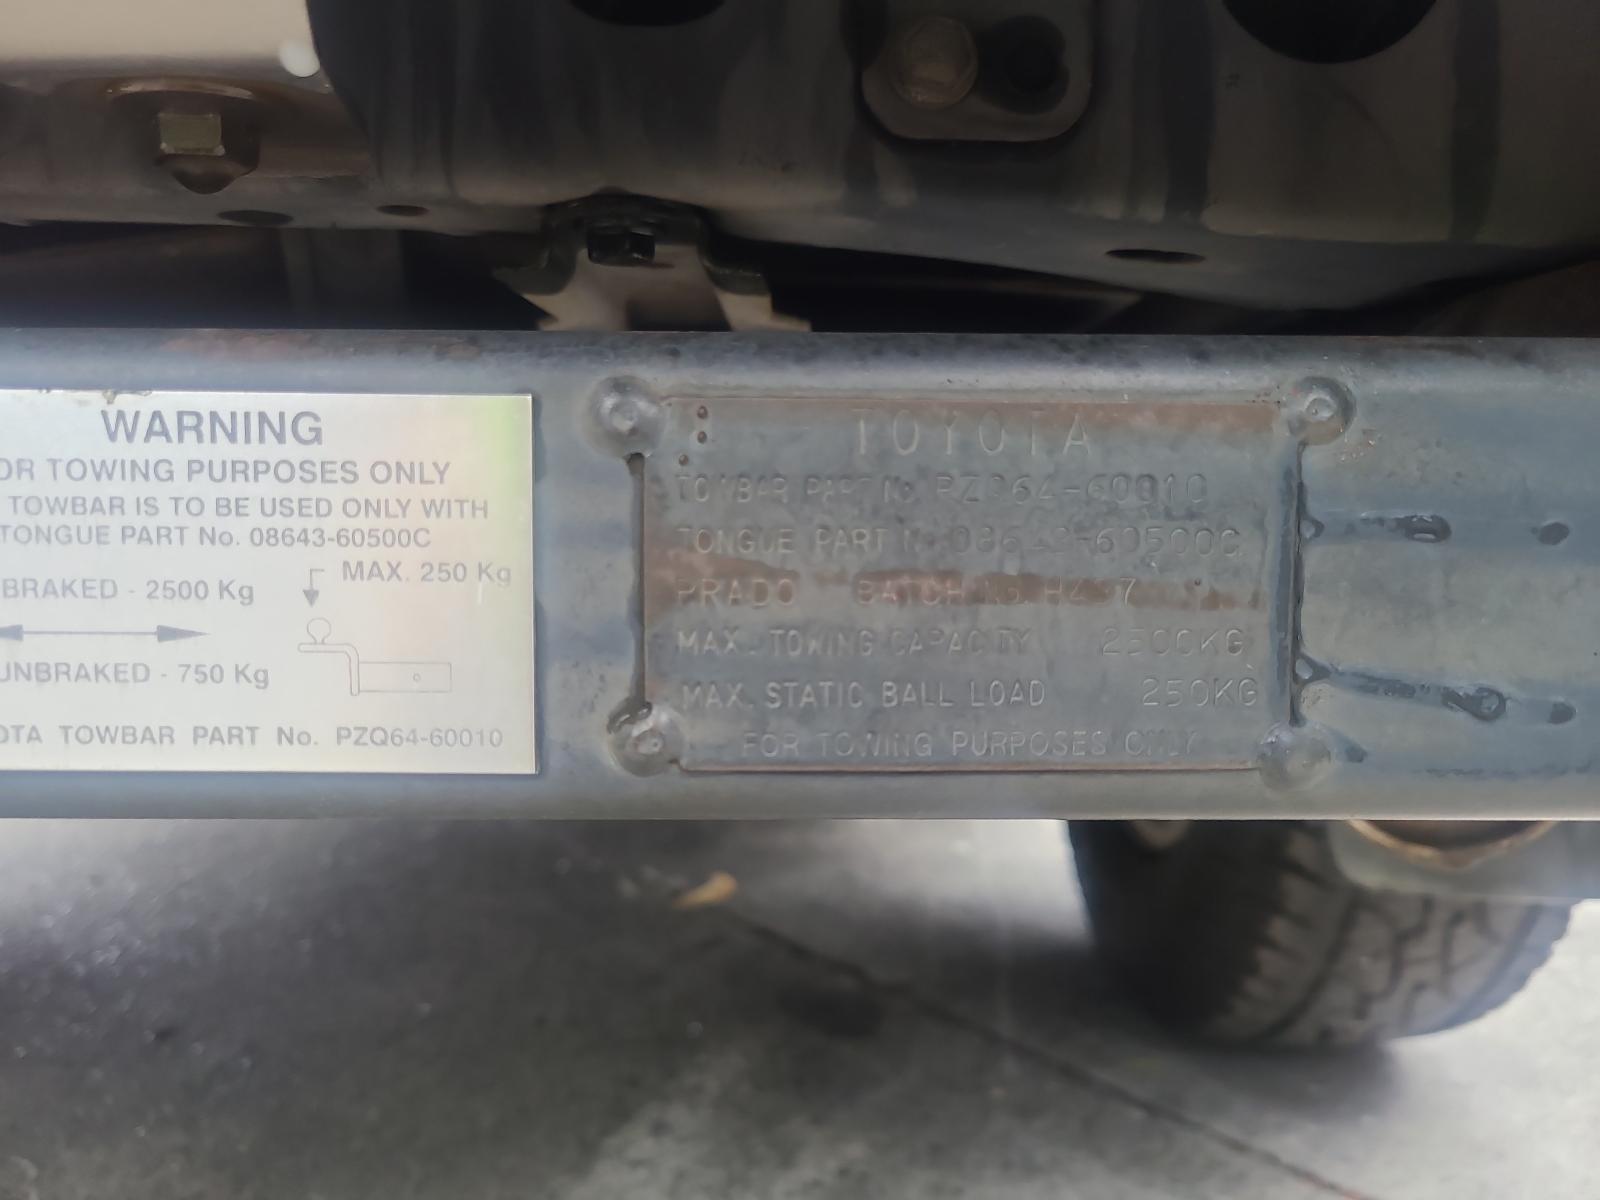 WARNING
OR TOWING PURPOSES ONLY
TOWBAR IS TO BE USED ONLY WITH
TONGUE PART No. 08643-60500C
BRAKED - 2500 Kg
MAX. 250 Kg
UNBRAKED - 750 Kg
OTA TOWBAR PART No. PZQ64-60010
TOYOTA
TOWBAR PART No. PZQ64-60010
TONGUE PART No. 08643-60500C
PRADO BATCH No.
MAX. TOWING CAPACITY 2500KG
MAX. STATIC BALL LOAD 250KG
FOR TOWING PURPOSES ONLY